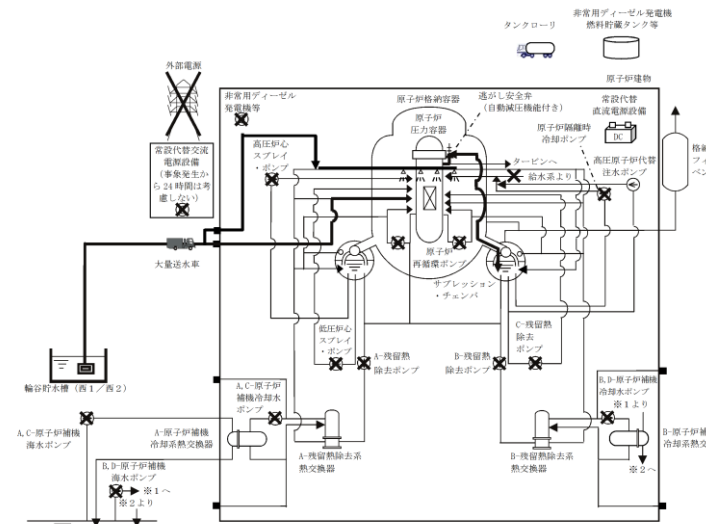 タンクローリ
非常用ディーゼル発電機
燃料貯蔵タンク等
外部電源
原子炉建物
非常用ディーゼル
発電機等
原子炉格納容器
原子炉
圧力容器
逃がし安全弁
(自動減圧機能付き)
常設代替
直流電源設備
DC
常設代替交流
電源設備
(事象発生か
ら24時間は考
慮しない)
高圧炉心
スプレイ・
ポンプ
タービンへ
給水系より
原子炉隔離時
冷却ポンプ
高圧原子炉代替
注水ポンプ
格納
フィ
ベン
大量送水車
原子炉
再循環ポンプ
サプレッション
・チェンバ
低圧炉心
スプレイ
・ポンプ
A-残留熱
除去ポンプ
B-残留熱
除去ポンプ
C-残留熱
除去
ポンプ
輪谷貯水槽(西1/西2)
A,C-原子炉
補機冷却水
ポンプ
B,D-原子炉補機
冷却水ポンプ
※1より
A,C-原子炉補機
海水ポンプ
A-原子炉補機
冷却系熱交換器
B-原子炉補
冷却系熱交
※2へ
B,D-原子炉補機
海水ポンプ
※1へ
※2より
A-残留熱除去系
熱交換器
B-残留熱除去系
熱交換器